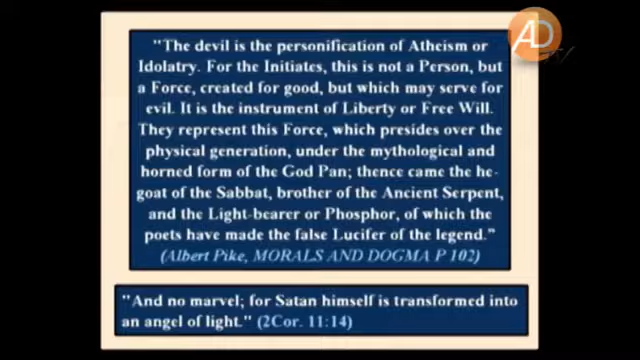 AD
TV
"The devil is the personification of Atheism or
Idolatry. For the Initiates, this is not a Person, but
a Force, created for good, but which may serve for
evil. It is the instrument of Liberty or Free Will.
They represent this Force, which presides over the
physical generation, under the mythological and
horned form of the God Pan; thence came the he-
goat of the Sabbat, brother of the Ancient Serpent,
and the Light-bearer or Phosphor, of which the
poets have made the false Lucifer of the legend."
(Albert Pike, MORALS AND DOGMA P 102)
"And no marvel; for Satan himself is transformed into
an angel of light." (2Cor. 11:14)